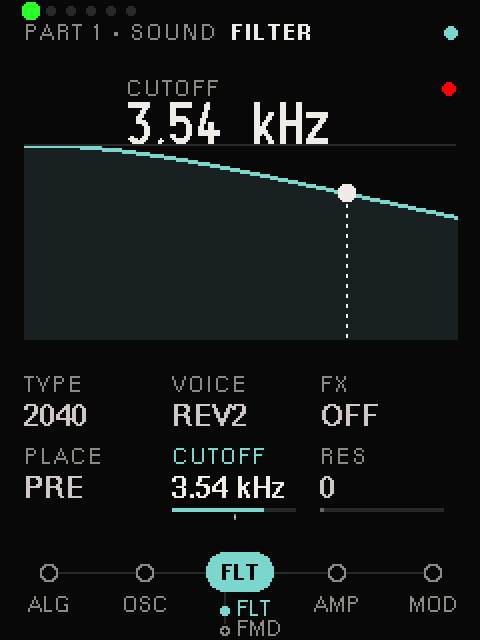 PART 1 · SOUND FILTER
CUTOFF
3.54 kHz
TYPE VOICE FX
2040 REV2 OFF
PLACE CUTOFF RES
PRE 3.54 kHz 0
FLT
ALG OSC FLT AMP MOD
FMD